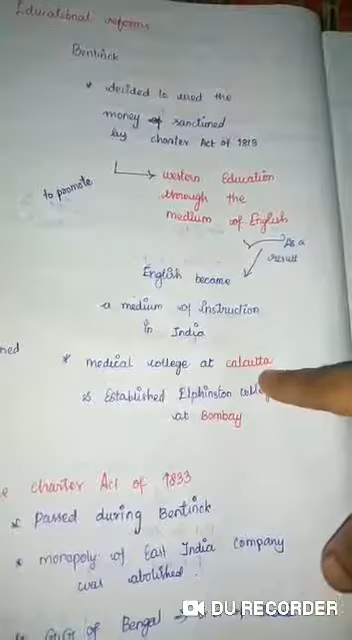 Educational reforms
Bentinck
* decided to used the
money of sanctioned
by charter Act of 1813
to promote
western Education
through the
medium of English
As a
result
English became
a medium of instruction
in India
ned
* medical college at calcutta
& Established Elphinston
at Bombay
e charter Act of 1833
* Passed during Bentinck
* monopoly of East India company
was abolished.
of Bengal
DU RECORDER